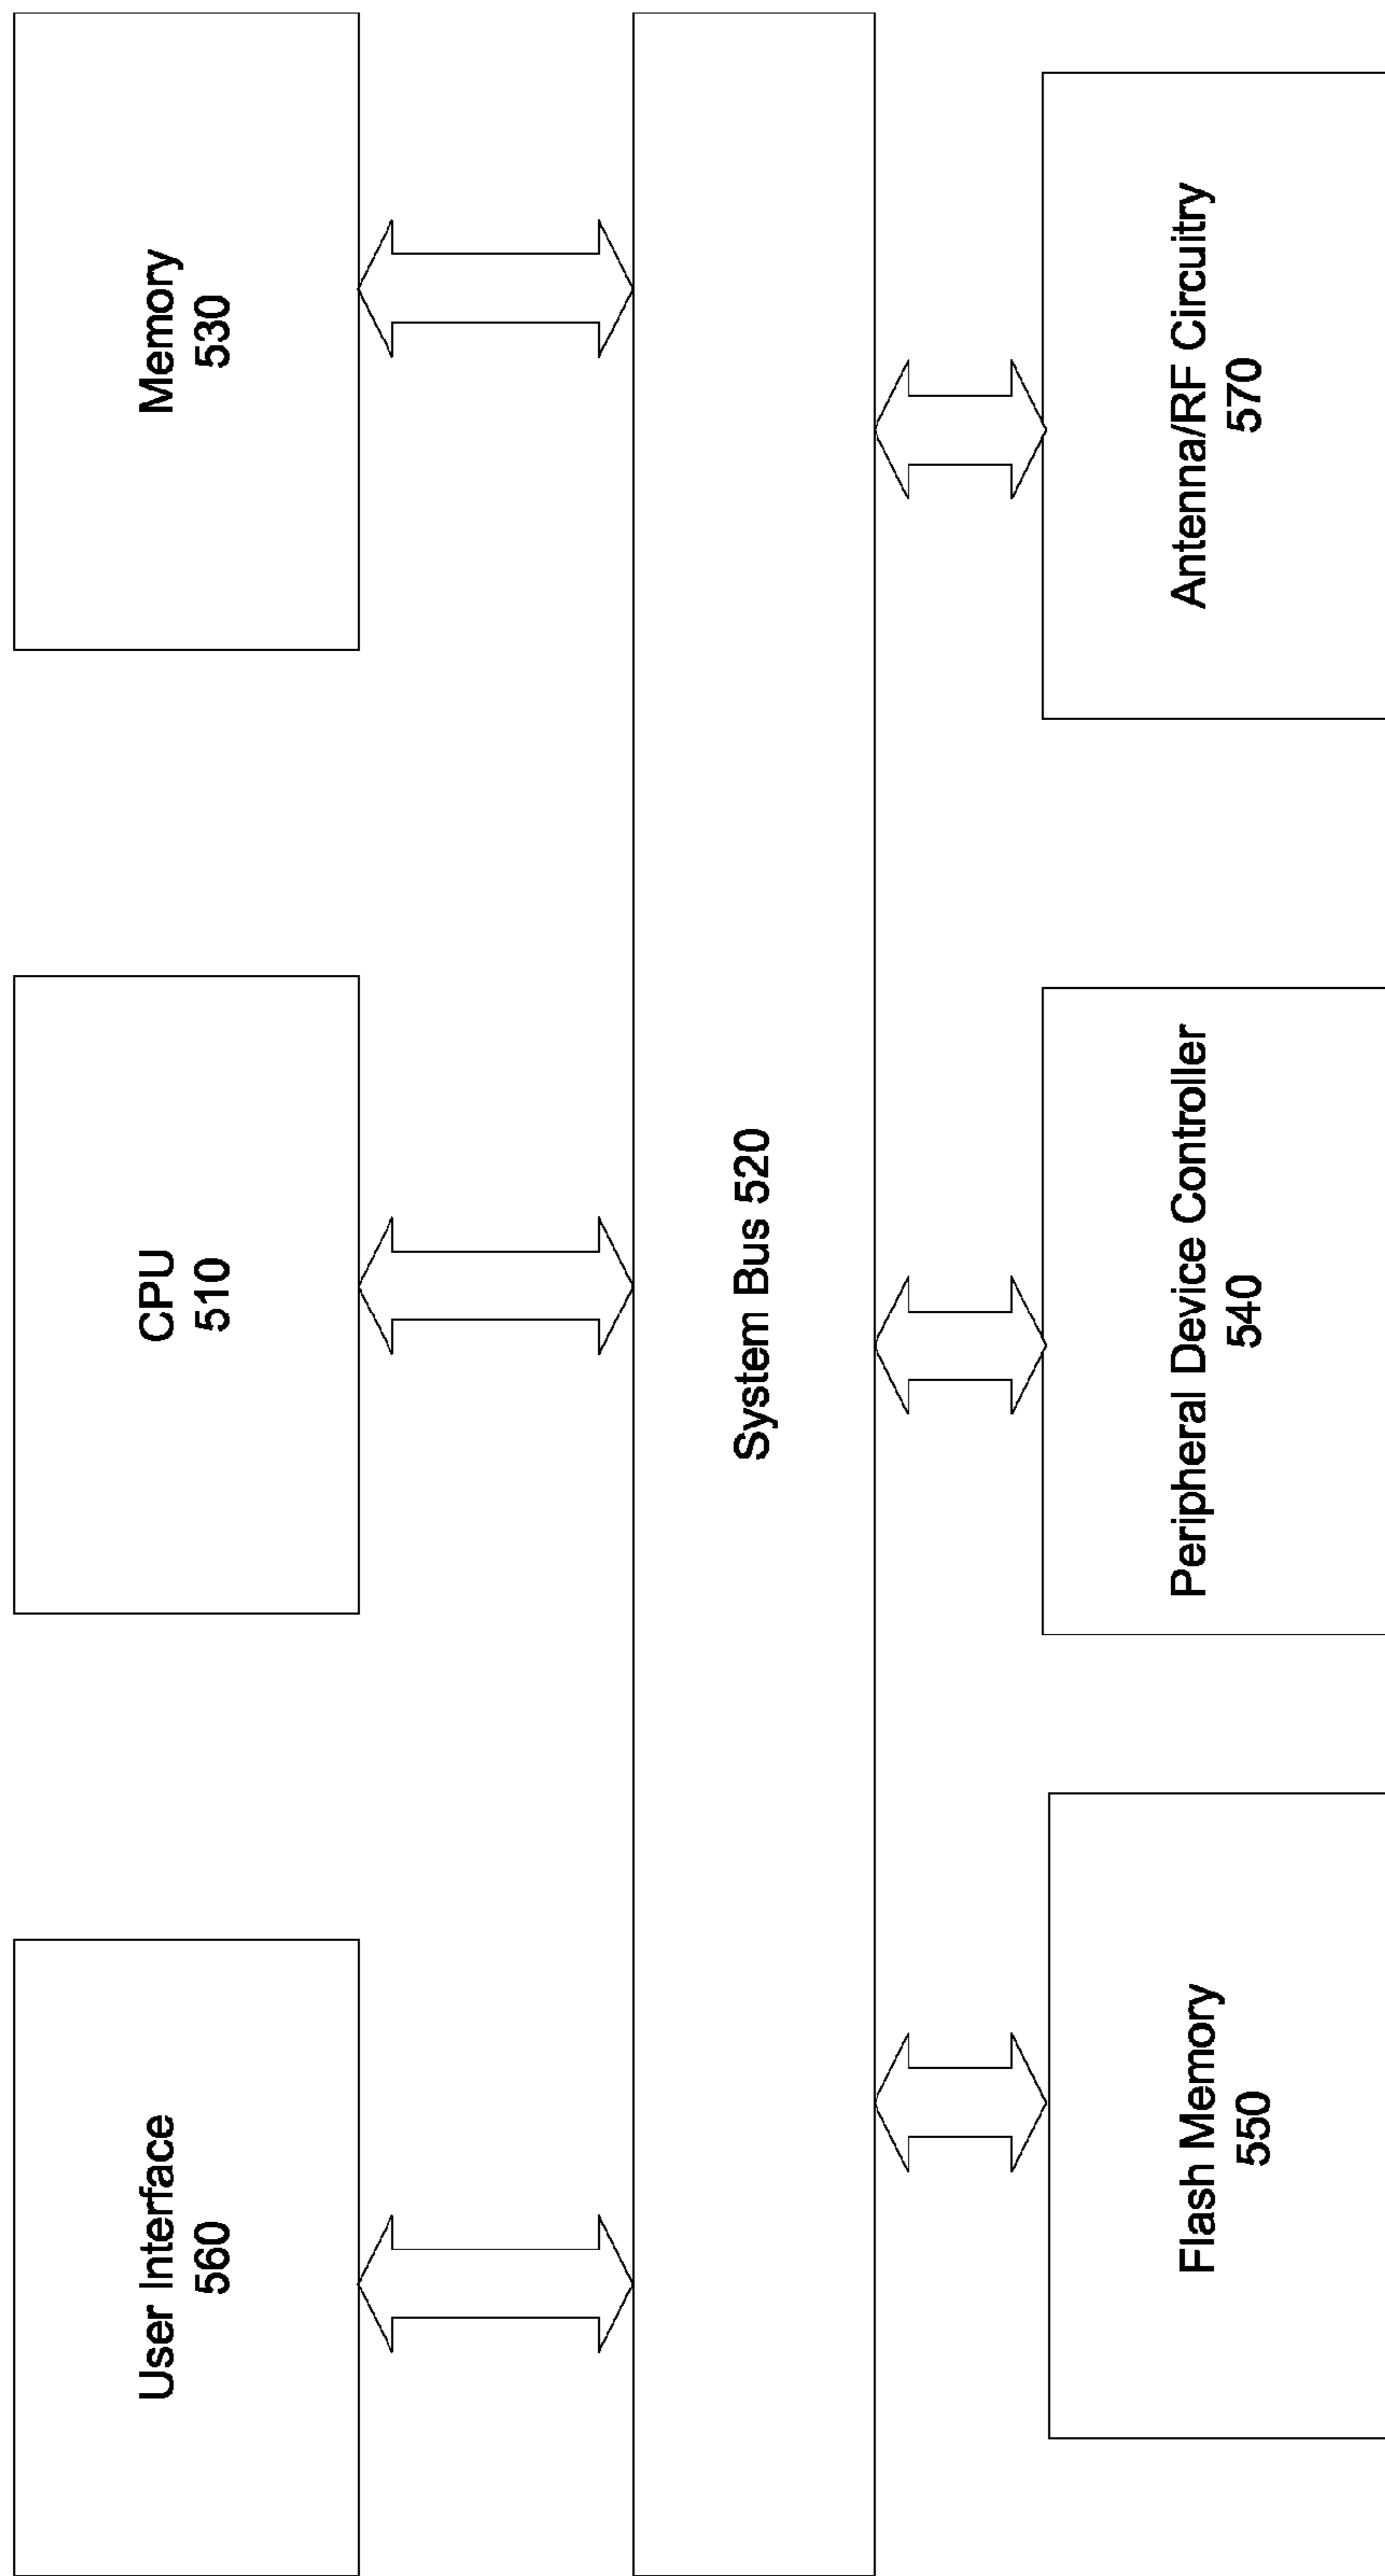 User Interface
560
CPU
510
Memory
530
System Bus 520
Flash Memory
550
Peripheral Device Controller
540
Antenna/RF Circuitry
570